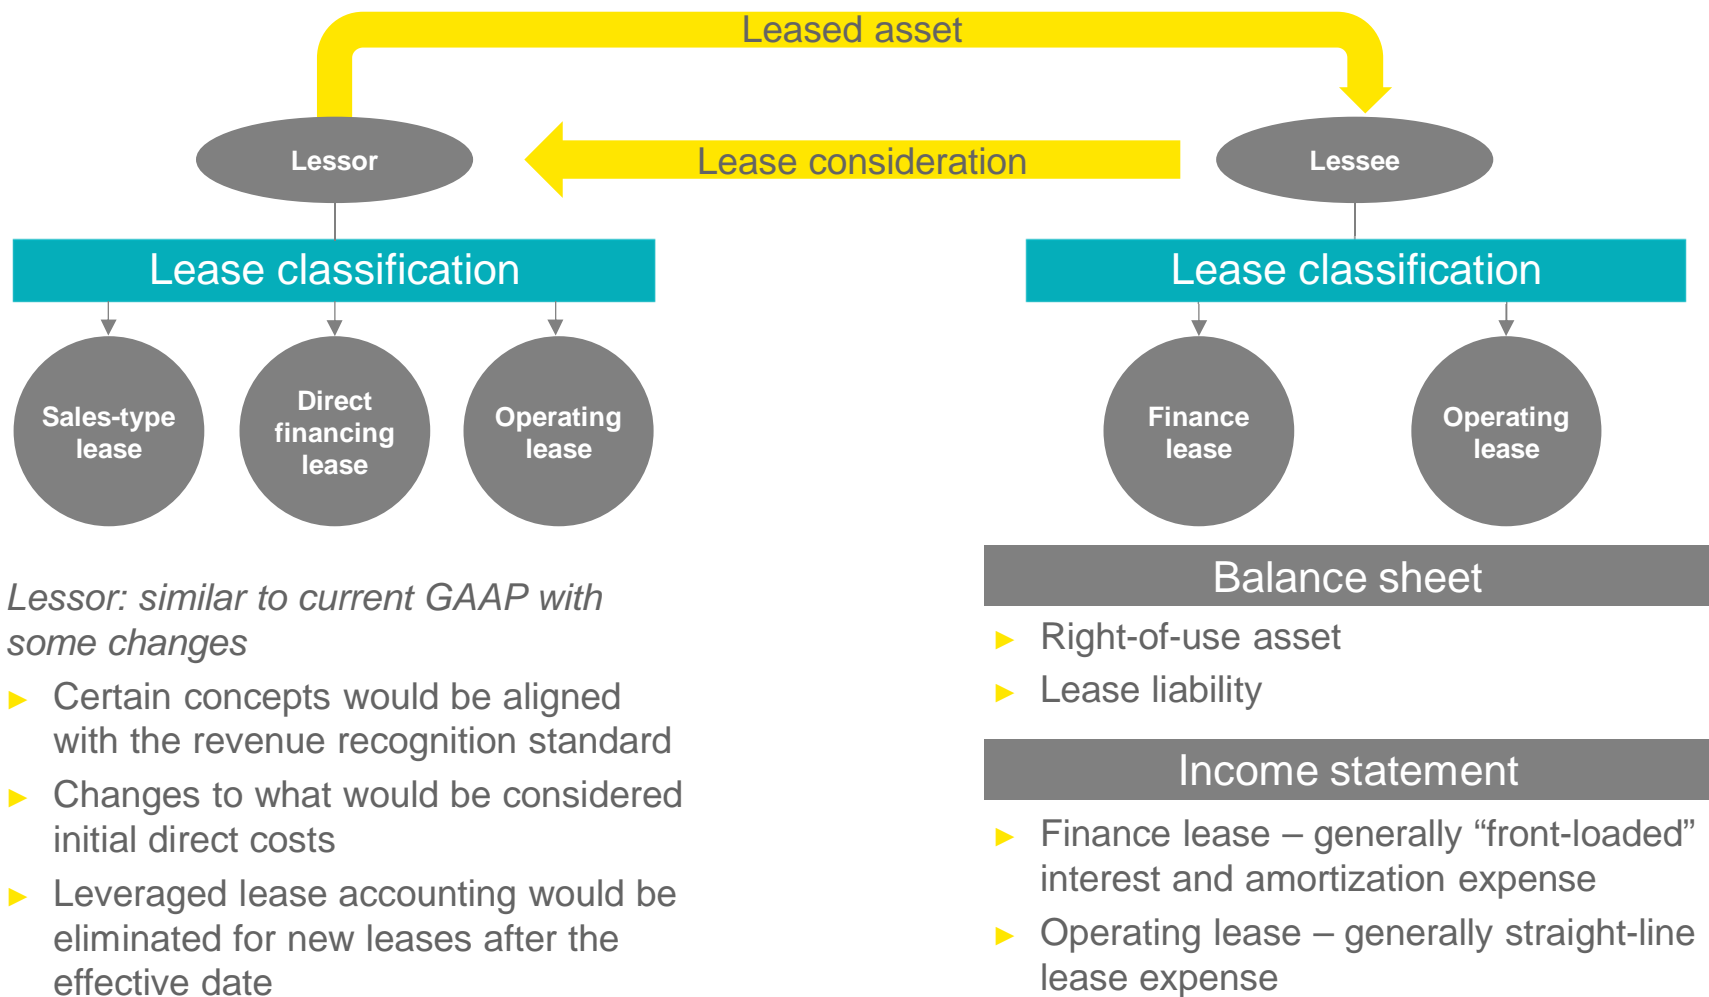 Leased asset
Lessor
Lease consideration
Lessee
Lease classification
Sales-type
lease
Direct
financing
lease
Operating
lease
Lessor: similar to current GAAP with
some changes
► Certain concepts would be aligned
with the revenue recognition standard
► Changes to what would be considered
initial direct costs
► Leveraged lease accounting would be
eliminated for new leases after the
effective date
Lease classification
Finance
lease
Operating
lease
Balance sheet
► Right-of-use asset
► Lease liability
Income statement
► Finance lease – generally “front-loaded”
interest and amortization expense
► Operating lease – generally straight-line
lease expense